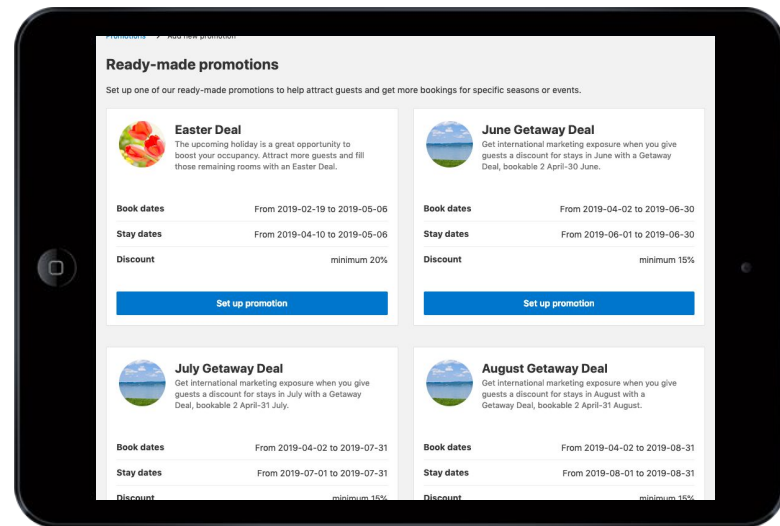 Promotions > Add new promotion
Ready-made promotions
Set up one of our ready-made promotions to help attract guests and get more bookings for specific seasons or events.
Easter Deal
The upcoming holiday is a great opportunity to
boost your occupancy. Attract more guests and fill
those remaining rooms with an Easter Deal.
Book dates From 2019-02-19 to 2019-05-06
Stay dates From 2019-04-10 to 2019-05-06
Discount minimum 20%
Set up promotion
June Getaway Deal
Get international marketing exposure when you give
guests a discount for stays in June with a Getaway
Deal, bookable 2 April-30 June.
Book dates From 2019-04-02 to 2019-06-30
Stay dates From 2019-06-01 to 2019-06-30
Discount minimum 15%
Set up promotion
July Getaway Deal
Get international marketing exposure when you give
guests a discount for stays in July with a Getaway
Deal, bookable 2 April-31 July.
Book dates From 2019-04-02 to 2019-07-31
Stay dates From 2019-07-01 to 2019-07-31
Discount minimum 15%
August Getaway Deal
Get international marketing exposure when you give
guests a discount for stays in August with a
Getaway Deal, bookable 2 April-31 August.
Book dates From 2019-04-02 to 2019-08-31
Stay dates From 2019-08-01 to 2019-08-31
Discount minimum 15%